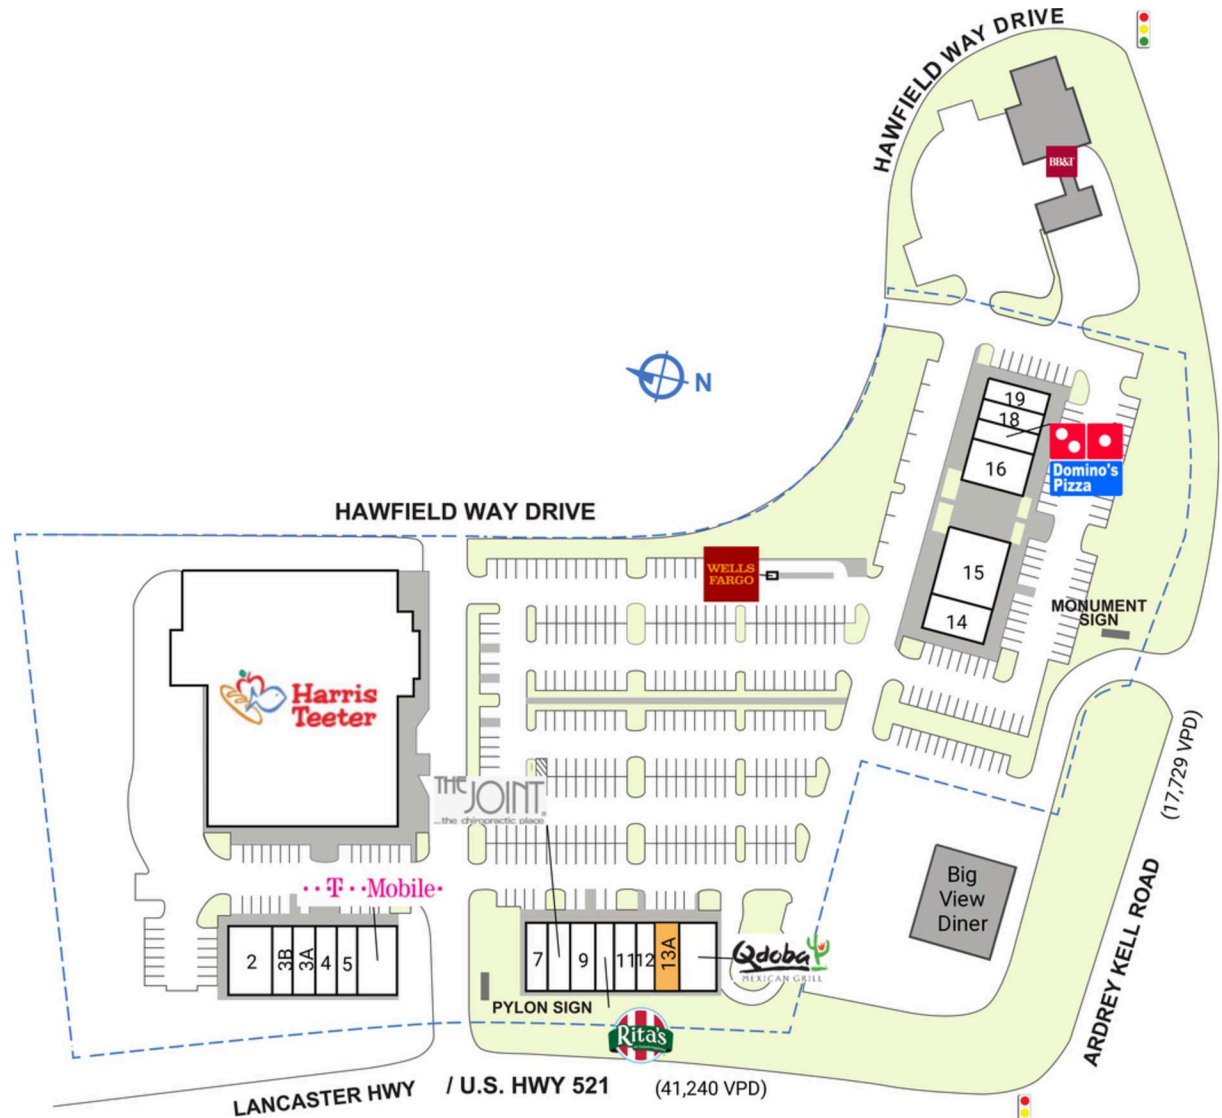 HAWFIELD WAY DRIVE
BB&T
N
19
18
Domino's
Pizza
16
HAWFIELD WAY DRIVE
WELLS
FARGO
15
MONUMENT
SIGN
14
Harris
Teeter
(17,729 VPD)
THE
JOINT
...the chiropractic place
Big
View
Diner
T Mobile
ARDREY KELL ROAD
2
3B
3A
4
5
7
9
11
12
13A
Qdoba
MEXICAN GRILL
PYLON SIGN
Rita's
LANCASTER HWY / U.S. HWY 521
(41,240 VPD)